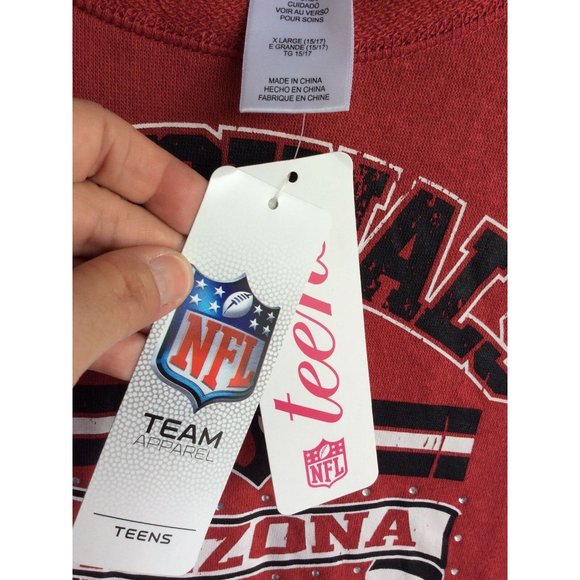 CUIDADO
VOIR AU VERSO
POUR SOINS
X LARGE (15/17)
E GRANDE (15/17)
TG 15/17
MADE IN CHINA
HECHO EN CHINA
FABRIQUE EN CHINE
NFL
TEAM
APPAREL
TEENS
teen
NFL